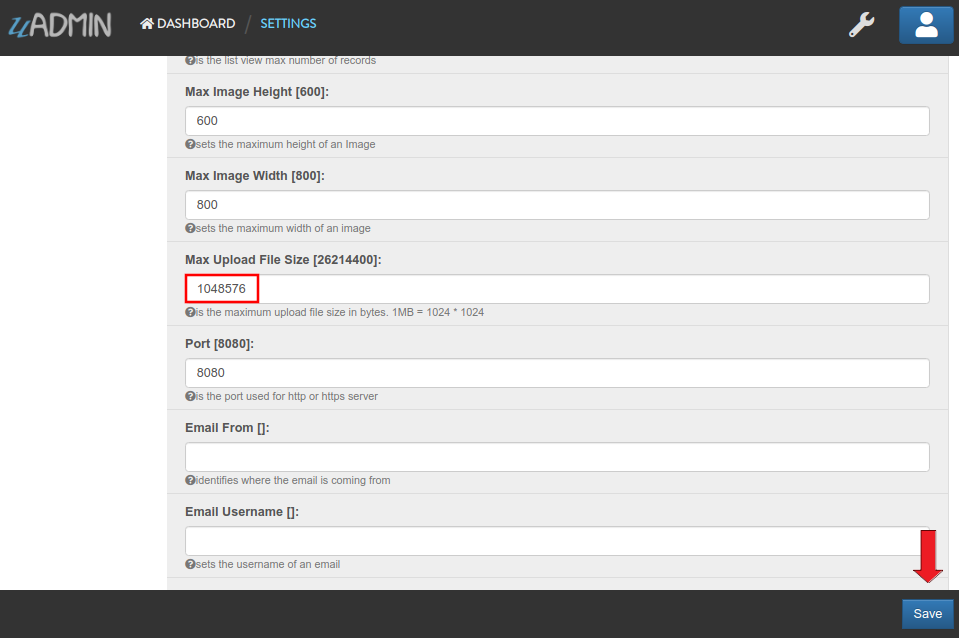 uADMIN
DASHBOARD / SETTINGS
is the list view max number of records
Max Image Height [600]:
600
sets the maximum height of an Image
Max Image Width [800]:
800
sets the maximum width of an image
Max Upload File Size [26214400]:
1048576
is the maximum upload file size in bytes. 1MB = 1024 * 1024
Port [8080]:
8080
is the port used for http or https server
Email From []:
identifies where the email is coming from
Email Username []:
sets the username of an email
Save